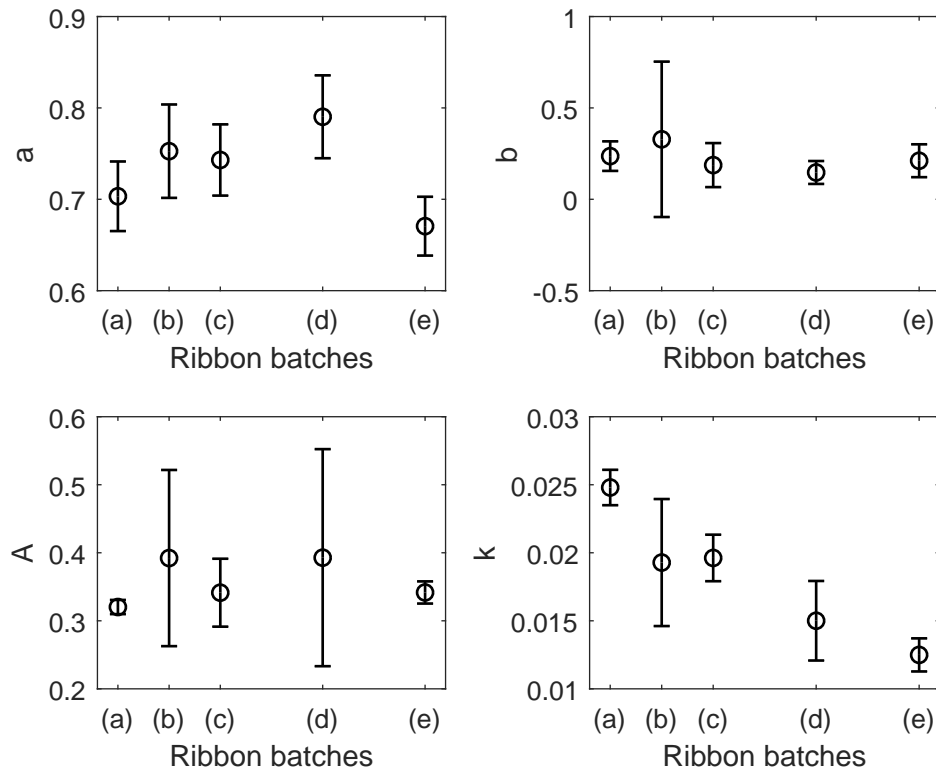 0.9
0.8
0.7
0.6
a
(a) (b) (c) (d) (e)
Ribbon batches
1
0.5
0
-0.5
b
(a) (b) (c) (d) (e)
Ribbon batches
0.6
0.5
0.4
0.3
0.2
A
(a) (b) (c) (d) (e)
Ribbon batches
0.03
0.025
0.02
0.015
0.01
k
(a) (b) (c) (d) (e)
Ribbon batches